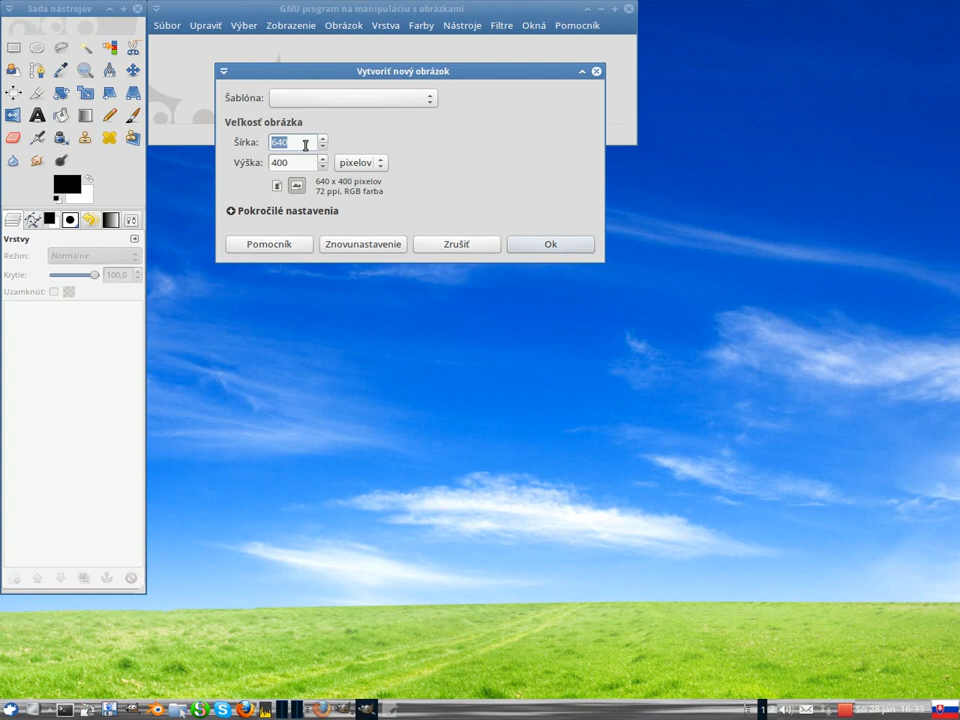 Sada nástrojov
GNU program na manipuláciu s obrázkami
Súbor Upraviť Výber Zobrazenie Obrázok Vrstva Farby Nástroje Filtre Okná Pomocník
Vytvoriť nový obrázok
Šablóna:
Veľkosť obrázka
Šírka: 640
Výška: 400 pixelov
640 x 400 pixelov
72 ppi, RGB farba
Pokročilé nastavenia
Pomocník Znovunastavenie Zrušiť Ok
Vrstvy
Režim: Normálne
Krytie: 100,0
Uzamknúť:
So 28 jan, 16:33